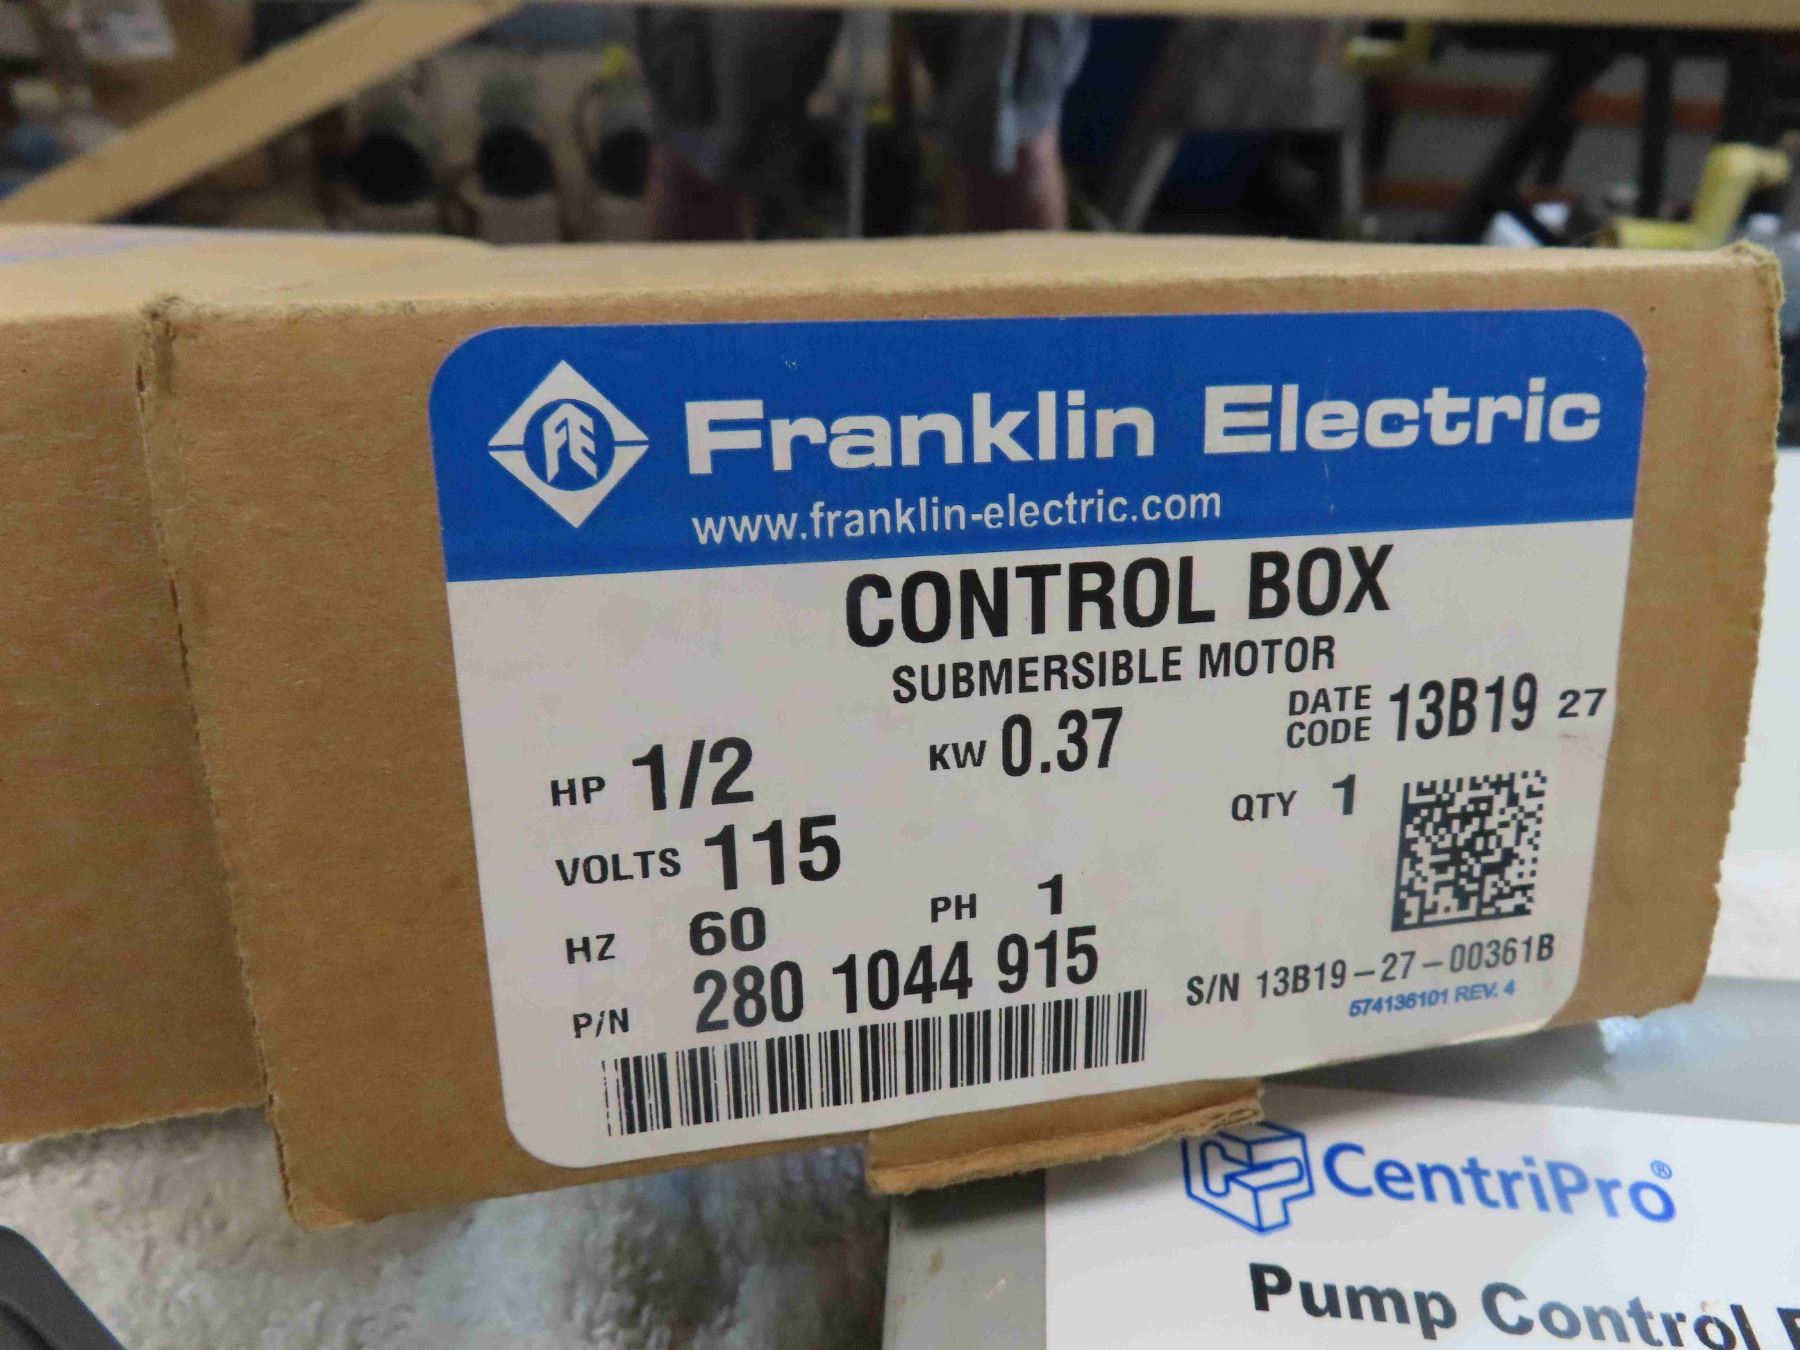 FE Franklin Electric
www.franklin-electric.com
CONTROL BOX
SUBMERSIBLE MOTOR
HP 1/2 KW 0.37 DATE CODE 13B19 27
VOLTS 115 QTY 1
HZ 60 PH 1
P/N 280 1044 915 S/N 13B19-27-00361B
574136101 REV. 4
CentriPro®
Pump Control